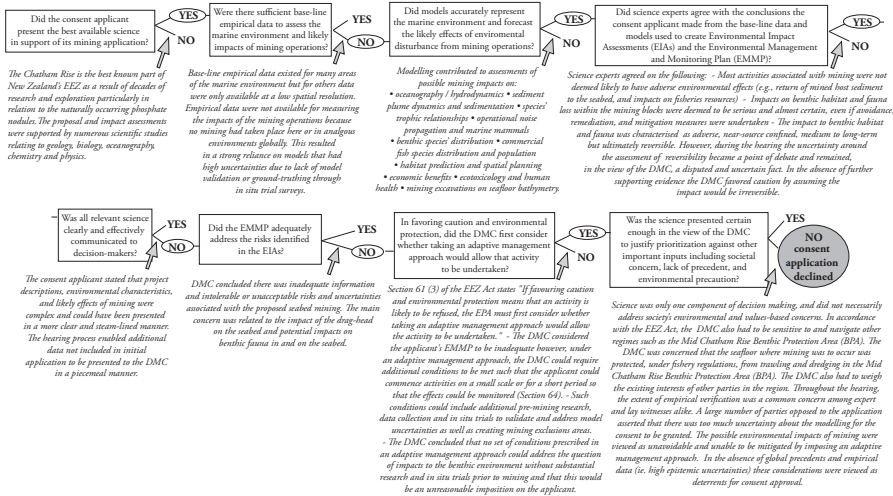 Did the consent applicant
present the best available science
in support of its mining application?
YES
NO
The Chatham Rise is the best known part of
New Zealand's EEZ as a result of decades of
research and exploration particularly in
relation to the naturally occurring phosphate
nodules. The proposal and impact assessments
were supported by numerous scientific studies
relating to geology, biology, oceanography,
chemistry and physics.
Were there sufficient base-line
empirical data to assess the
marine environment and likely
impacts of mining operations?
YES
NO
Base-line empirical data existed for many areas
of the marine environment but for others data
were only available at a low spatial resolution.
Empirical data were not available for measuring
the impacts of the mining operations because
no mining had taken place here or in analgous
environments globally. This resulted
in a strong reliance on models that had
high uncertainties due to lack of model
validation or ground-truthing through
in situ trial surveys.
Did models accurately represent
the marine environment and forecast
the likely effects of enviromental
disturbance from mining operations?
YES
NO
Modelling contributed to assessments of
possible mining impacts on:
• oceanography / hydrodynamics • sediment
plume dynamics and sedimentation • species'
trophic relationships • operational noise
propagation and marine mammals
• benthic species' distribution • commercial
fish species distribution and population
• habitat prediction and spatial planning
• economic benefits • ecotoxicology and human
health • mining excavations on seafloor bathymetry.
Did science experts agree with the conclusions the
consent applicant made from the base-line data and
models used to create Environmental Impact
Assessments (EIAs) and the Environmental Management
and Monitoring Plan (EMMP)?
YES
NO
Science experts agreed on the following: - Most activities associated with mining were not
deemed likely to have adverse environmental effects (e.g., return of mined host sediment
to the seabed, and impacts on fisheries resources) - Impacts on benthic habitat and fauna
loss within the mining blocks were deemed to be serious and almost certain, even if avoidance,
remediation, and mitigation measures were undertaken - The impact to benthic habitat
and fauna was characterised as adverse, near-source confined, medium to long-term
but ultimately reversible. However, during the hearing the uncertainty around
the assessment of reversibility became a point of debate and remained,
in the view of the DMC, a disputed and uncertain fact. In the absence of further
supporting evidence the DMC favored caution by assuming the
impact would be irreversible.
Was all relevant science
clearly and effectively
communicated to
decision-makers?
YES
NO
The consent applicant stated that project
descriptions, environmental characteristics,
and likely effects of mining were
complex and could have been presented
in a more clear and steam-lined manner.
The hearing process enabled additional
data not included in initial
application to be presented to the DMC
in a piecemeal manner.
Did the EMMP adequately
address the risks identified
in the EIAs?
YES
NO
DMC concluded there was inadequate information
and intolerable or unacceptable risks and uncertainties
associated with the proposed seabed mining. The main
concern was related to the impact of the drag-head
on the seabed and potential impacts on
benthic fauna in and on the seabed.
In favoring caution and environmental
protection, did the DMC first consider
whether taking an adaptive management
approach would allow that activity
to be undertaken?
YES
NO
Section 61 (3) of the EEZ Act states "If favouring caution
and environmental protection means that an activity is
likely to be refused, the EPA must first consider whether
taking an adaptive management approach would allow
the activity to be undertaken." - The DMC considered
the applicant's EMMP to be inadequate however, under
an adaptive management approach, the DMC could require
additional conditions to be met such that the applicant could
commence activities on a small scale or for a short period so
that the effects could be monitored (Section 64). - Such
conditions could include additional pre-mining research,
data collection and in situ trials to validate and address model
uncertainties as well as creating mining exclusions areas.
- The DMC concluded that no set of conditions prescribed in
an adaptive management approach could address the question
of impacts to the benthic environment without substantial
research and in situ trials prior to mining and that this would
be an unreasonable imposition on the applicant.
Was the science presented certain
enough in the view of the DMC
to justify prioritization against other
important inputs including societal
concern, lack of precedent, and
environmental precaution?
YES
NO
consent
application
declined
Science was only one component of decision making, and did not necessarily
address society's environmental and values-based concerns. In accordance
with the EEZ Act, the DMC also had to be sensitive to and navigate other
regimes such as the Mid Chatham Rise Benthic Protection Area (BPA). The
DMC was concerned that the seafloor where mining was to occur was
protected, under fishery regulations, from trawling and dredging in the Mid
Chatham Rise Benthic Protection Area (BPA). The DMC also had to weigh
the existing interests of other parties in the region. Throughout the hearing,
the extent of empirical verification was a common concern among expert
and lay witnesses alike. A large number of parties opposed to the application
asserted that there was too much uncertainty about the modelling for the
consent to be granted. The possible environmental impacts of mining were
viewed as unavoidable and unable to be mitigated by imposing an adaptive
management approach. In the absence of global precedents and empirical
data (ie. high epistemic uncertainties) these considerations were viewed as
deterrents for consent approval.